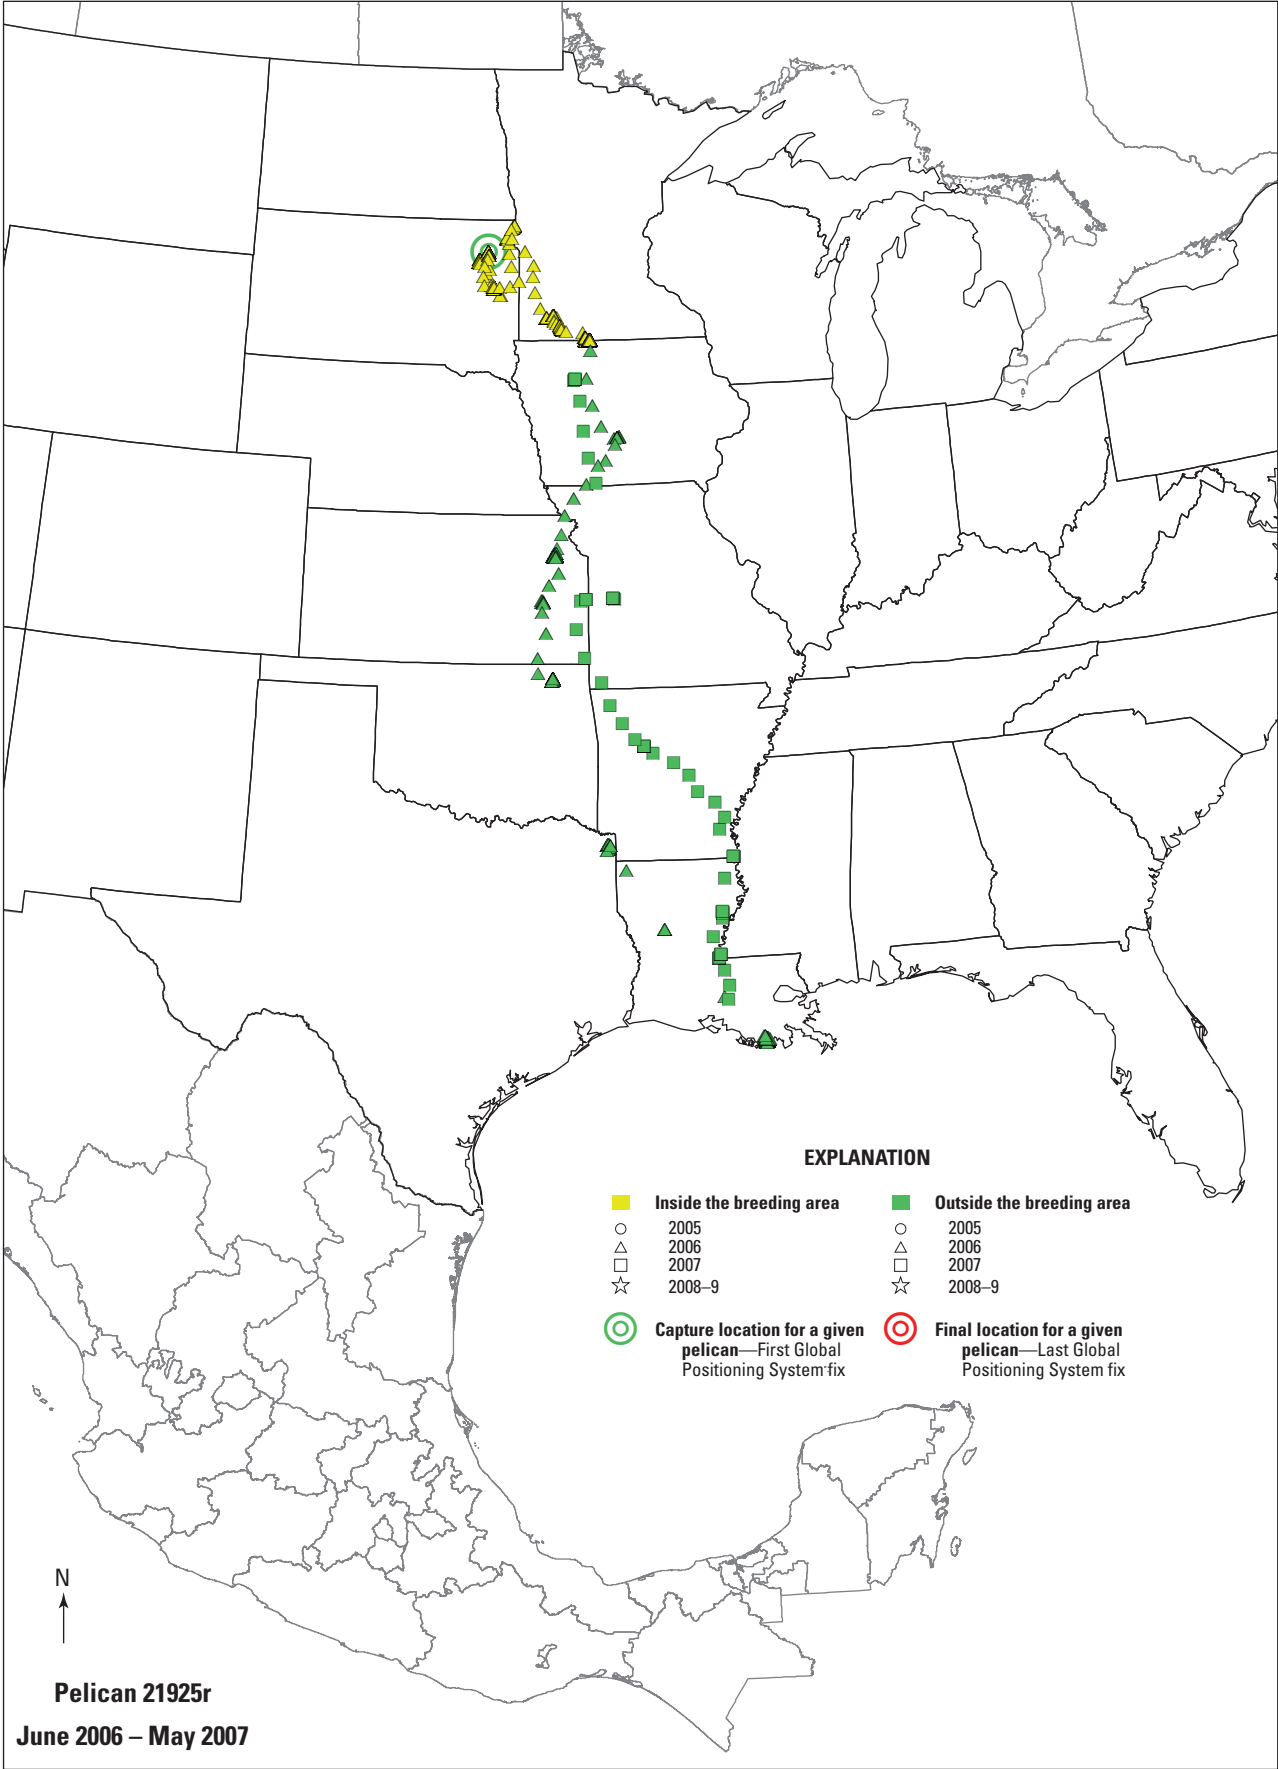 EXPLANATION
Inside the breeding area
2005
2006
2007
2008–9
Capture location for a given
pelican—First Global
Positioning System fix
Outside the breeding area
2005
2006
2007
2008–9
Final location for a given
pelican—Last Global
Positioning System fix
N
Pelican 21925r
June 2006 – May 2007